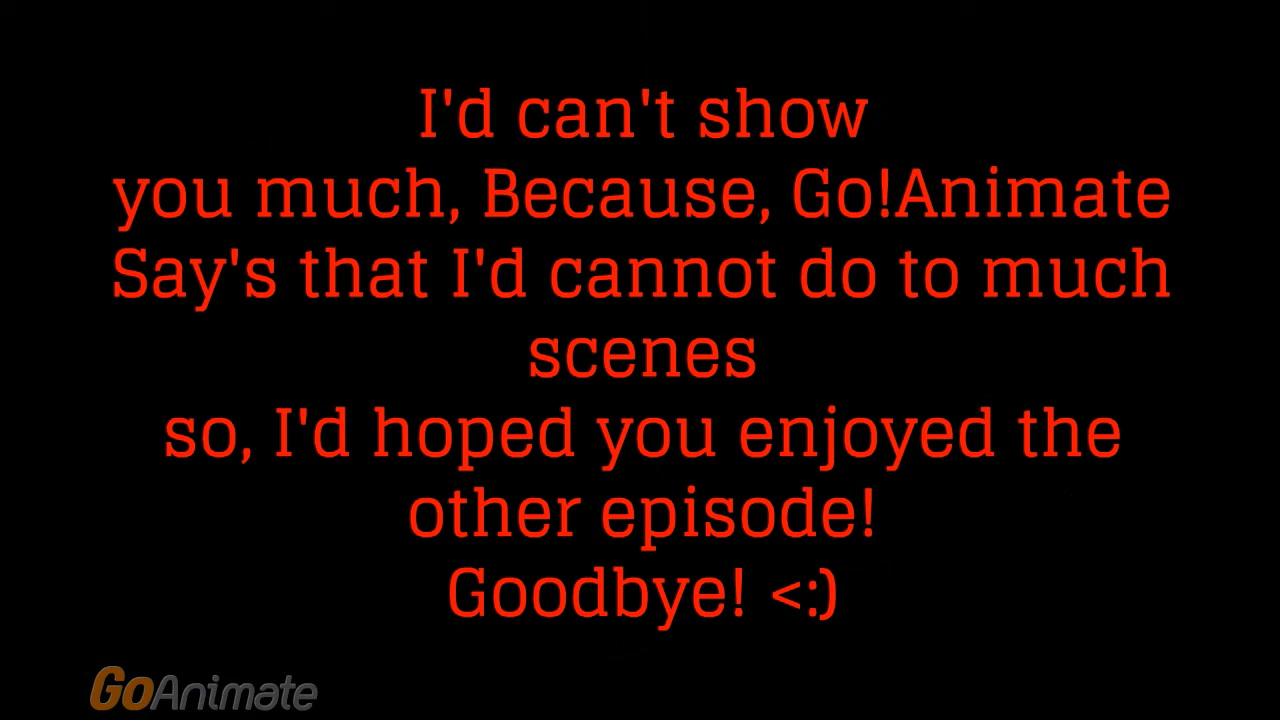 I'd can't show
you much, Because, Go!Animate
Say's that I'd cannot do to much
scenes
so, I'd hoped you enjoyed the
other episode!
Goodbye! <:)
GoAnimate